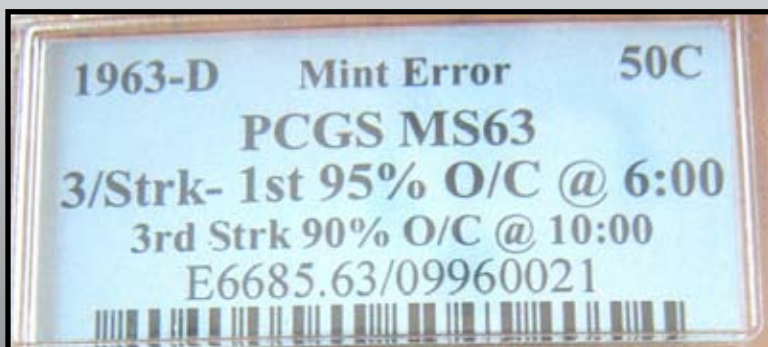 1963-D Mint Error 50C
PCGS MS63
3/Strk- 1st 95% O/C @ 6:00
3rd Strk 90% O/C @ 10:00
E6685.63/09960021